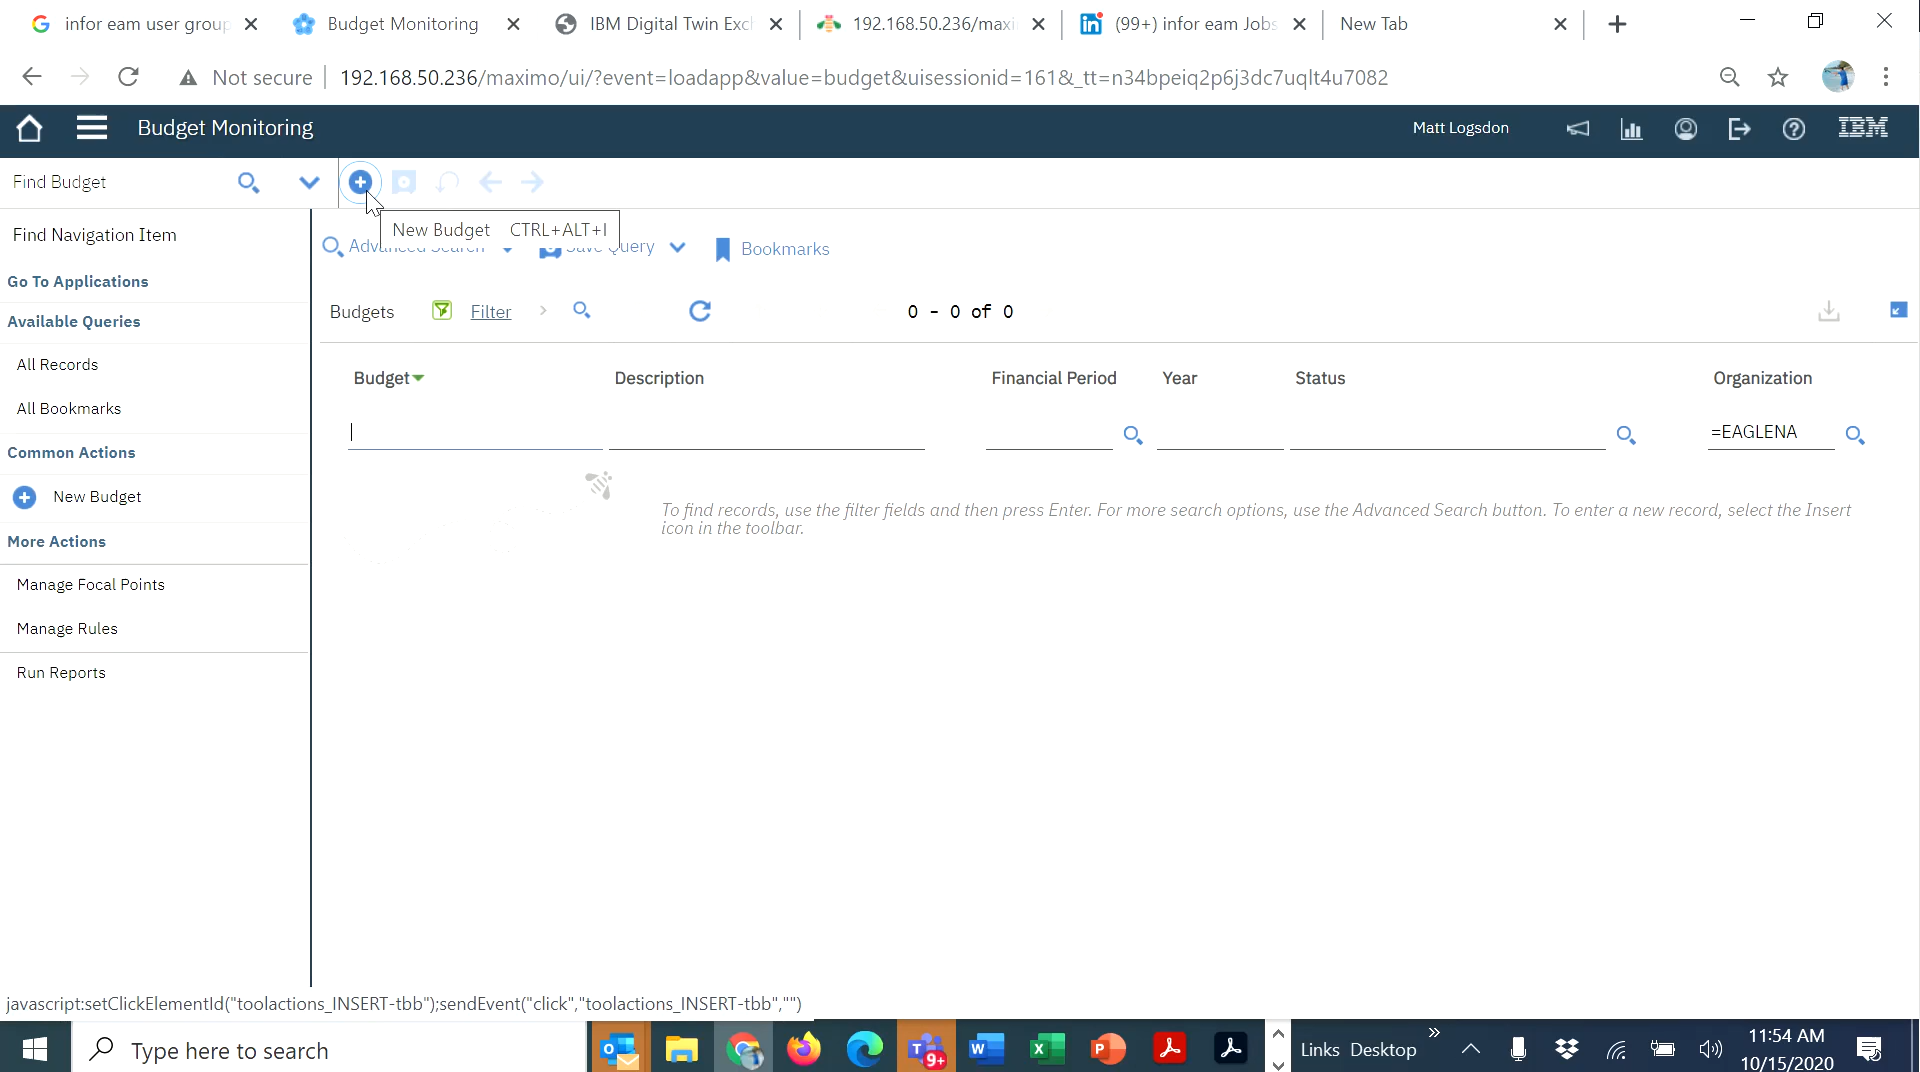 infor eam user group
Budget Monitoring
IBM Digital Twin Exc
192.168.50.236/maxi
(99+) infor eam Jobs
New Tab
Not secure
192.168.50.236/maximo/ui/?event=loadapp&value=budget&uisessionid=161&_tt=n34bpeiq2p6j3dc7uqlt4u7082
Budget Monitoring
Matt Logsdon
IBM
Find Budget
New Budget CTRL+ALT+I
Find Navigation Item
Advanced Search
Save Query
Bookmarks
Go To Applications
Budgets
Filter
0 - 0 of 0
Available Queries
All Records
Budget
Description
Financial Period
Year
Status
Organization
All Bookmarks
=EAGLENA
Common Actions
New Budget
To find records, use the filter fields and then press Enter. For more search options, use the Advanced Search button. To enter a new record, select the Insert
icon in the toolbar.
More Actions
Manage Focal Points
Manage Rules
Run Reports
javascript:setClickElementId("toolactions_INSERT-tbb");sendEvent("click","toolactions_INSERT-tbb","")
Type here to search
9+
Links Desktop
11:54 AM
10/15/2020